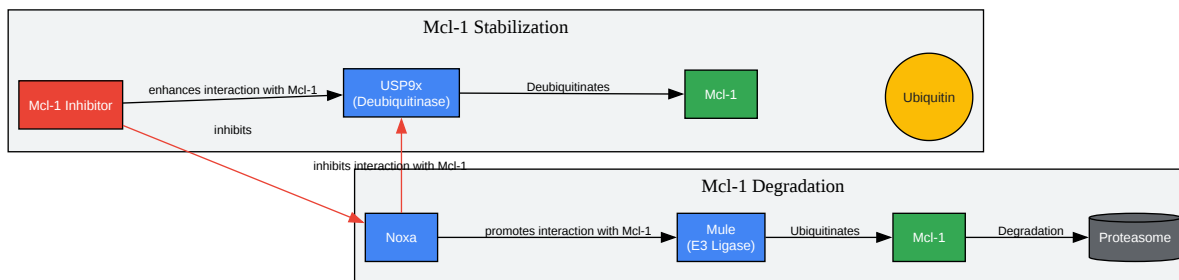 Mcl-1 Stabilization
Mcl-1 Inhibitor
enhances interaction with Mcl-1
USP9x
(Deubiquitinase)
Deubiquitinates
Mcl-1
Ubiquitin
inhibits
inhibits interaction with Mcl-1
Mcl-1 Degradation
Noxa
promotes interaction with Mcl-1
Mule
(E3 Ligase)
Ubiquitinates
Mcl-1
Degradation
Proteasome